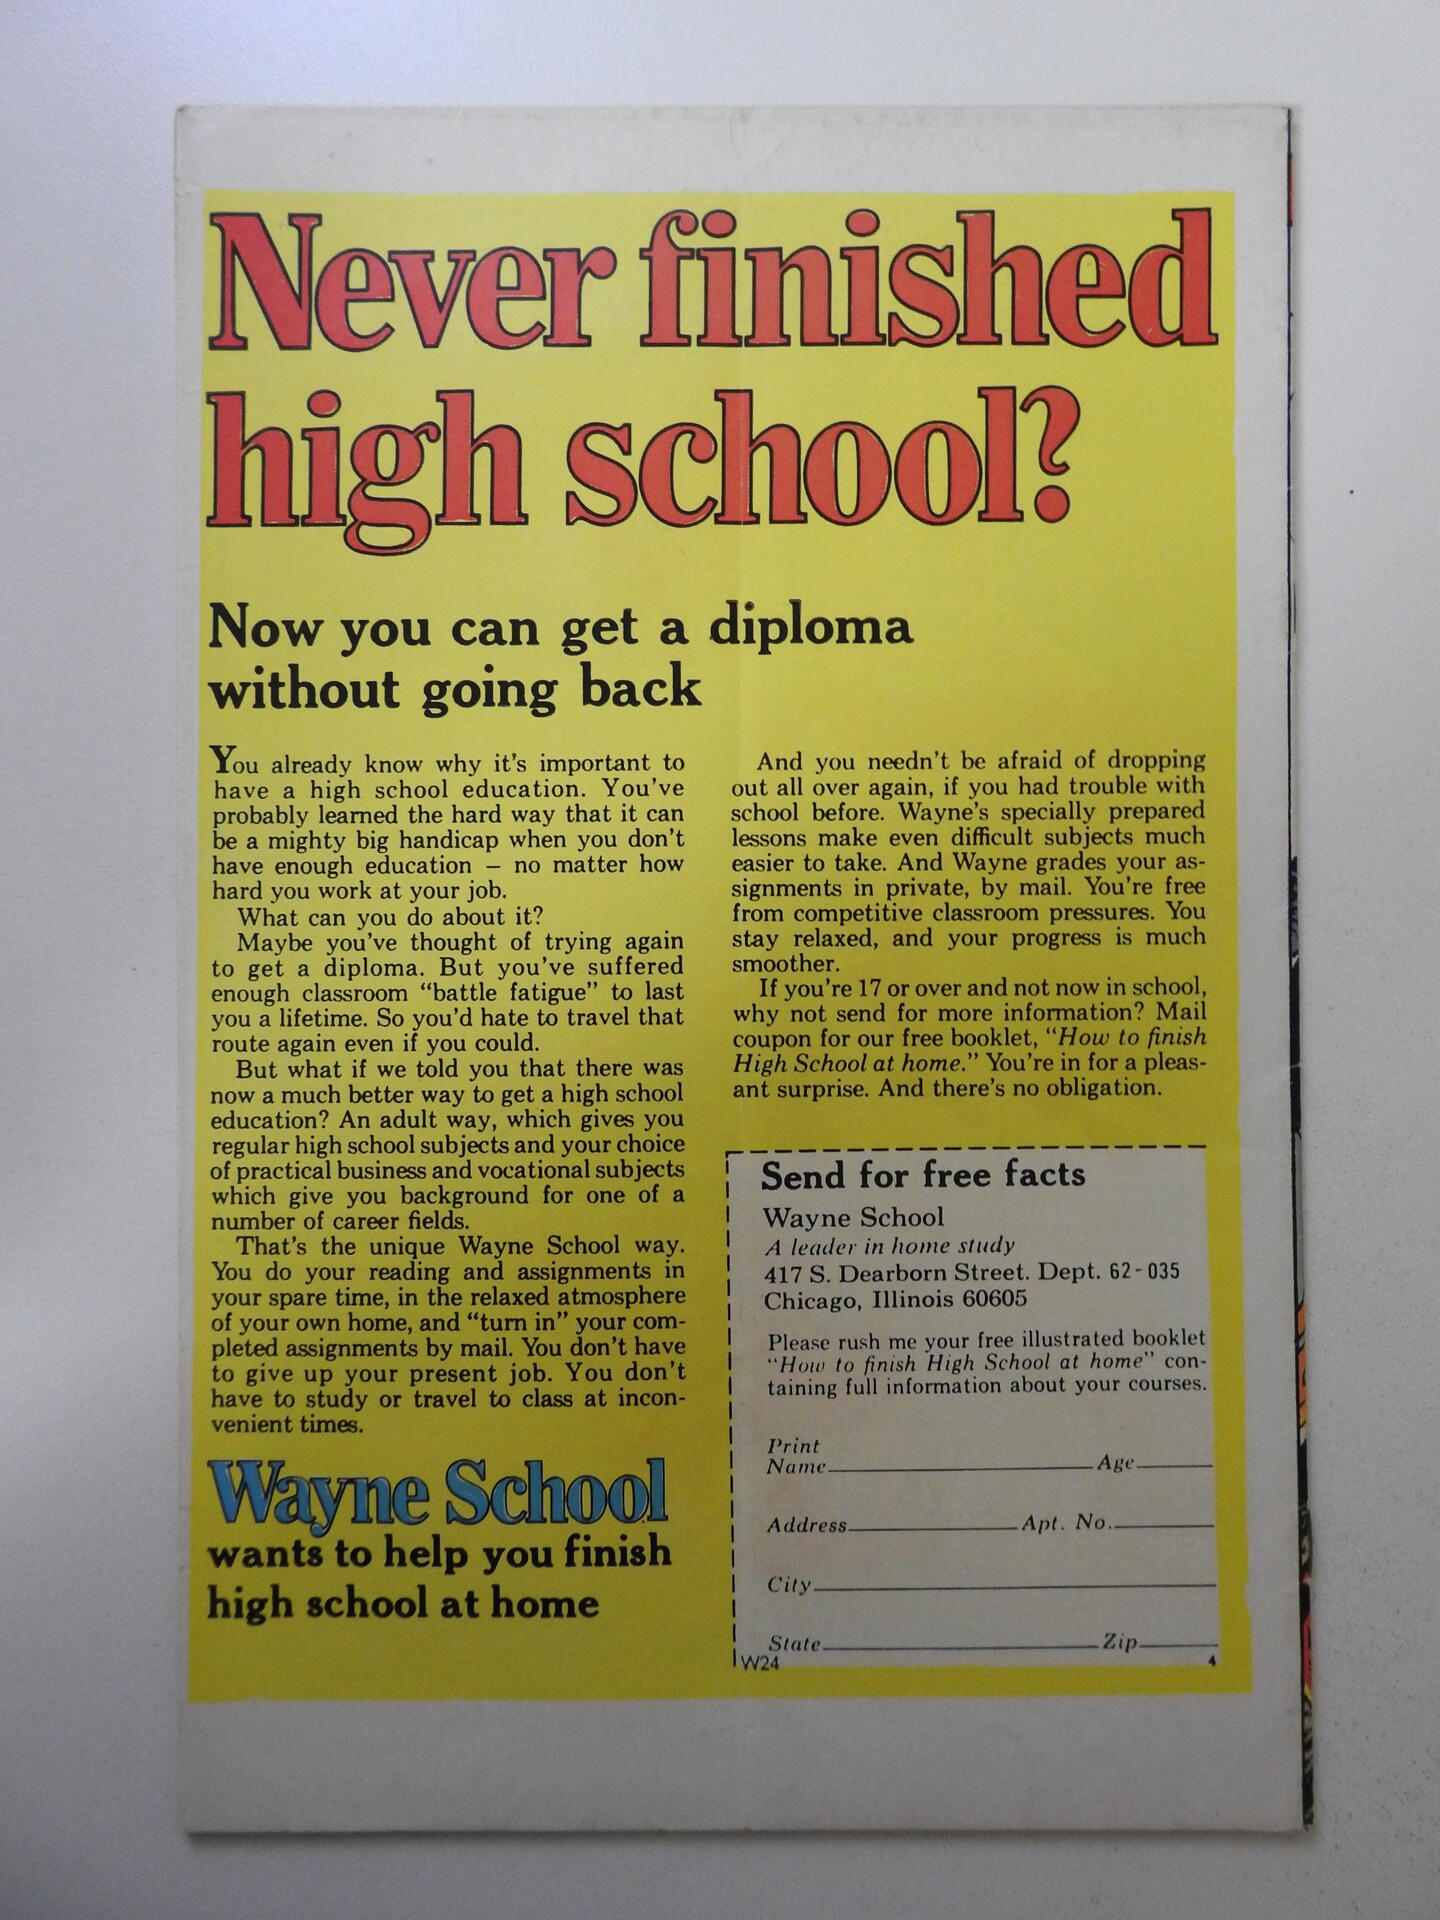 Never finished
high school?
Now you can get a diploma
without going back
You already know why it's important to
have a high school education. You've
probably learned the hard way that it can
be a mighty big handicap when you don't
have enough education – no matter how
hard you work at your job.
What can you do about it?
Maybe you've thought of trying again
to get a diploma. But you've suffered
enough classroom “battle fatigue” to last
you a lifetime. So you'd hate to travel that
route again even if you could.
But what if we told you that there was
now a much better way to get a high school
education? An adult way, which gives you
regular high school subjects and your choice
of practical business and vocational subjects
which give you background for one of a
number of career fields.
That's the unique Wayne School way.
You do your reading and assignments in
your spare time, in the relaxed atmosphere
of your own home, and “turn in” your com-
pleted assignments by mail. You don't have
to give up your present job. You don't
have to study or travel to class at incon-
venient times.
Wayne School
wants to help you finish
high school at home
And you needn't be afraid of dropping
out all over again, if you had trouble with
school before. Wayne's specially prepared
lessons make even difficult subjects much
easier to take. And Wayne grades your as-
signments in private, by mail. You're free
from competitive classroom pressures. You
stay relaxed, and your progress is much
smoother.
If you're 17 or over and not now in school,
why not send for more information? Mail
coupon for our free booklet, “How to finish
High School at home.” You're in for a pleas-
ant surprise. And there's no obligation.
Send for free facts
Wayne School
A leader in home study
417 S. Dearborn Street. Dept. 62-035
Chicago, Illinois 60605
Please rush me your free illustrated booklet
“How to finish High School at home” con-
taining full information about your courses.
Print
Name Age
Address Apt. No.
City
State Zip
W24 4